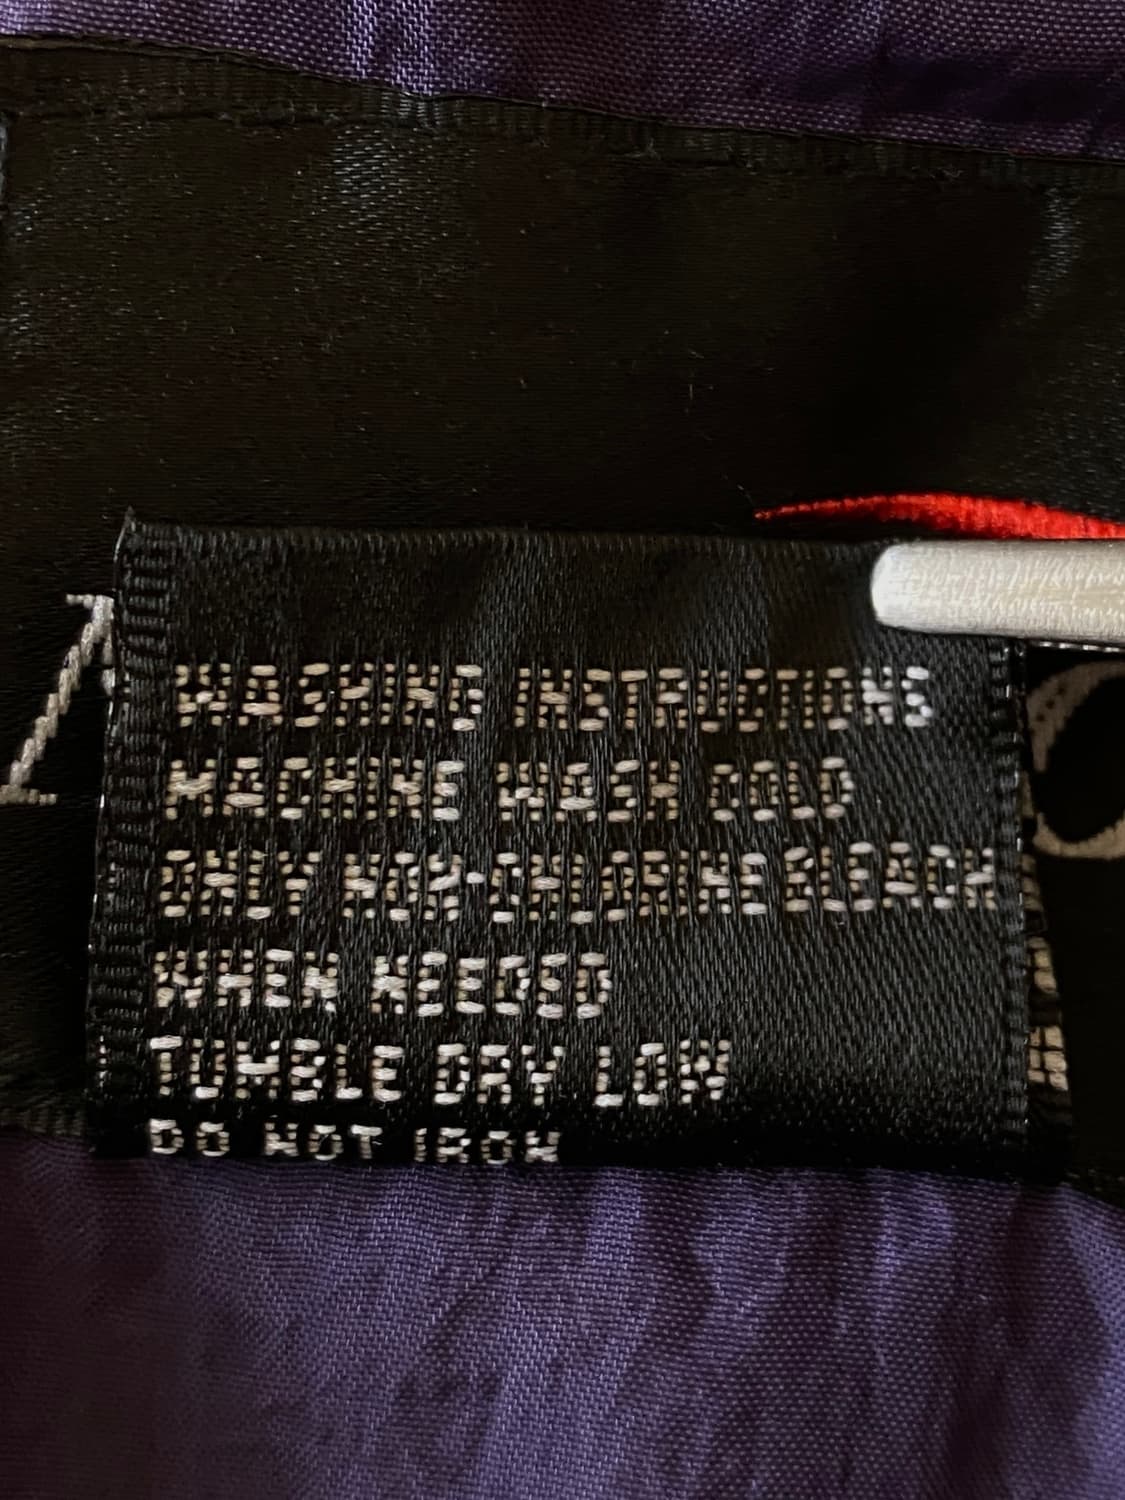 WASHING INSTRUCTIONS
MACHINE WASH COLD
ONLY NON-CHLORINE BLEACH
WHEN NEEDED
TUMBLE DRY LOW
DO NOT IRON